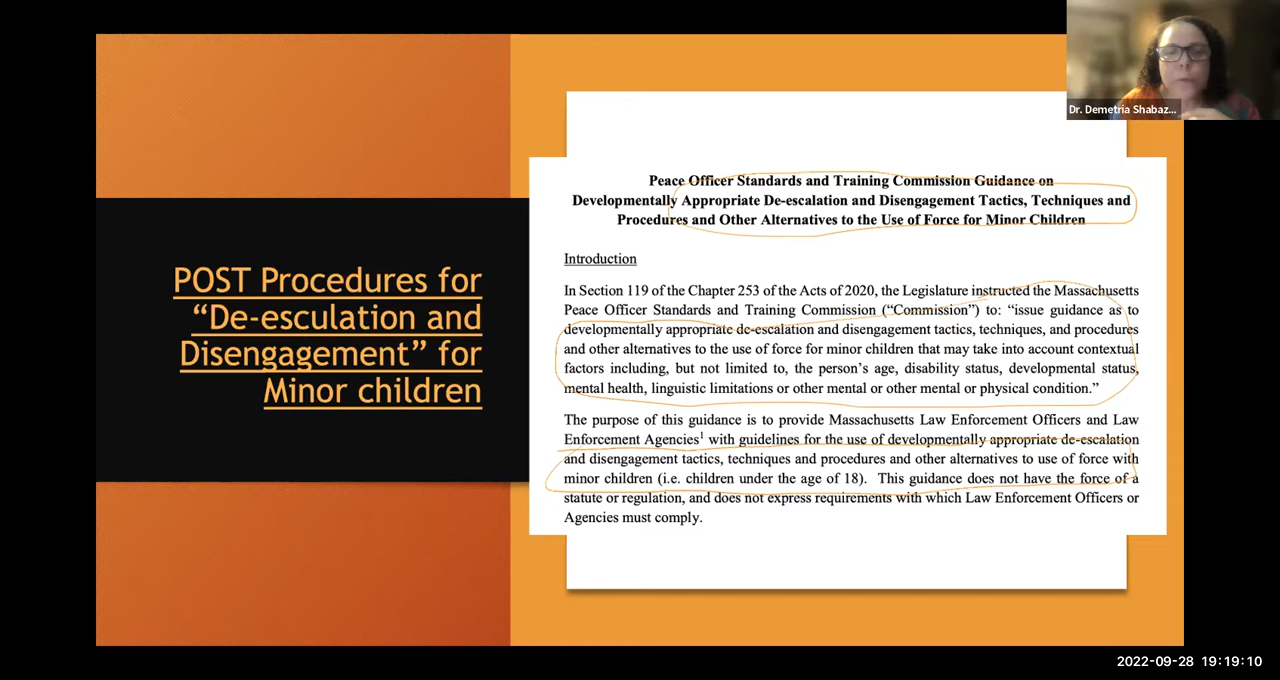 Dr. Demetria Shabaz...
POST Procedures for
“De-esculation and
Disengagement” for
Minor children
Peace Officer Standards and Training Commission Guidance on
Developmentally Appropriate De-escalation and Disengagement Tactics, Techniques and
Procedures and Other Alternatives to the Use of Force for Minor Children
Introduction
In Section 119 of the Chapter 253 of the Acts of 2020, the Legislature instructed the Massachusetts
Peace Officer Standards and Training Commission (“Commission”) to: “issue guidance as to
developmentally appropriate de-escalation and disengagement tactics, techniques, and procedures
and other alternatives to the use of force for minor children that may take into account contextual
factors including, but not limited to, the person’s age, disability status, developmental status,
mental health, linguistic limitations or other mental or other mental or physical condition.”
The purpose of this guidance is to provide Massachusetts Law Enforcement Officers and Law
Enforcement Agencies¹ with guidelines for the use of developmentally appropriate de-escalation
and disengagement tactics, techniques and procedures and other alternatives to use of force with
minor children (i.e. children under the age of 18). This guidance does not have the force of a
statute or regulation, and does not express requirements with which Law Enforcement Officers or
Agencies must comply.
2022-09-28 19:19:10